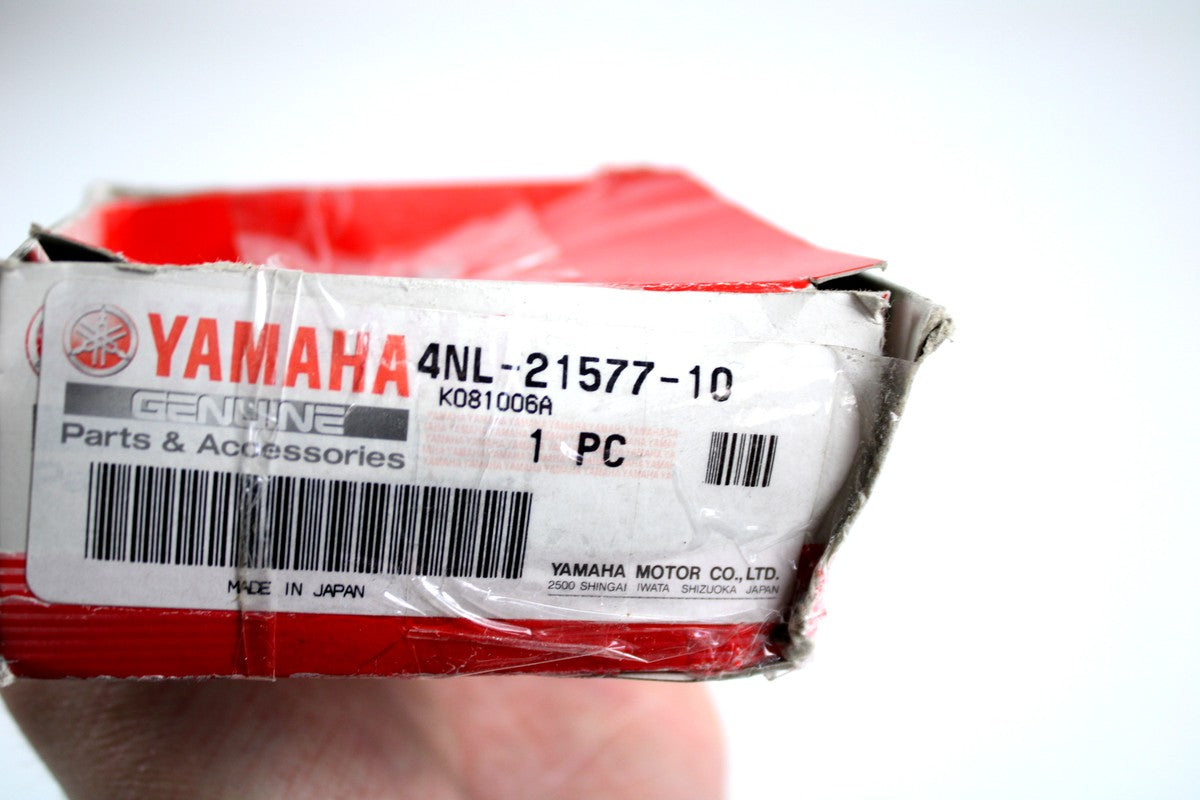 YAMAHA
GENUINE
Parts & Accessories
4NL-21577-10
K081006A
1 PC
MADE IN JAPAN
YAMAHA MOTOR CO.,LTD.
2500 SHINGAI IWATA SHIZUOKA JAPAN